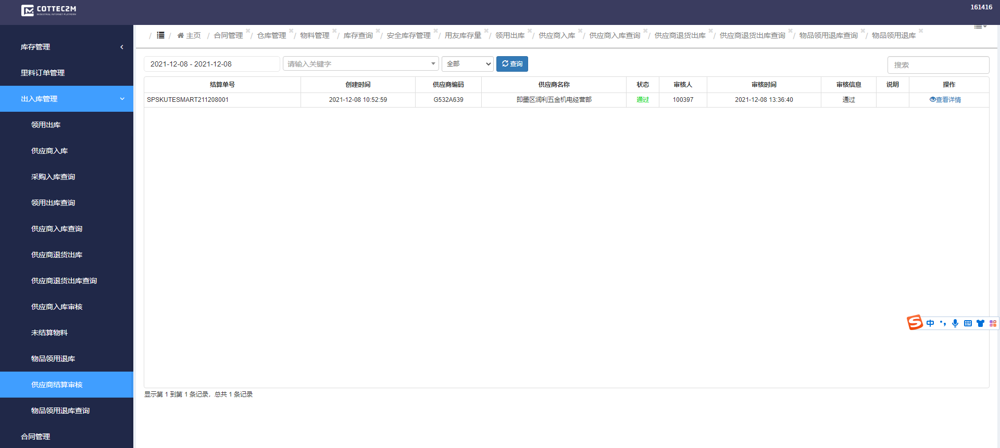 COTTEC2M
INDUSTRIAL INTERNET PLATFORM
161416
库存管理
里料订单管理
出入库管理
领用出库
供应商入库
采购入库查询
领用出库查询
供应商入库查询
供应商退货出库
供应商退货出库查询
供应商入库审核
未结算物料
物品领用退库
供应商结算审核
物品领用退库查询
合同管理
/ / 主页 / 合同管理 / 仓库管理 / 物料管理 / 库存查询 / 安全库存管理 / 用友库存量 / 领用出库 / 供应商入库 / 供应商入库查询 / 供应商退货出库 / 供应商退货出库查询 / 物品领用退库查询 / 物品领用退库
2021-12-08 - 2021-12-08 请输入关键字 全部 查询 搜索
结算单号 创建时间 供应商编码 供应商名称 状态 审核人 审核时间 审核信息 说明 操作
SPSKUTESMART211208001 2021-12-08 10:52:59 G532A639 即墨区润利五金机电经营部 通过 100397 2021-12-08 13:36:40 通过 查看详情
中
显示第 1 到第 1 条记录，总共 1 条记录